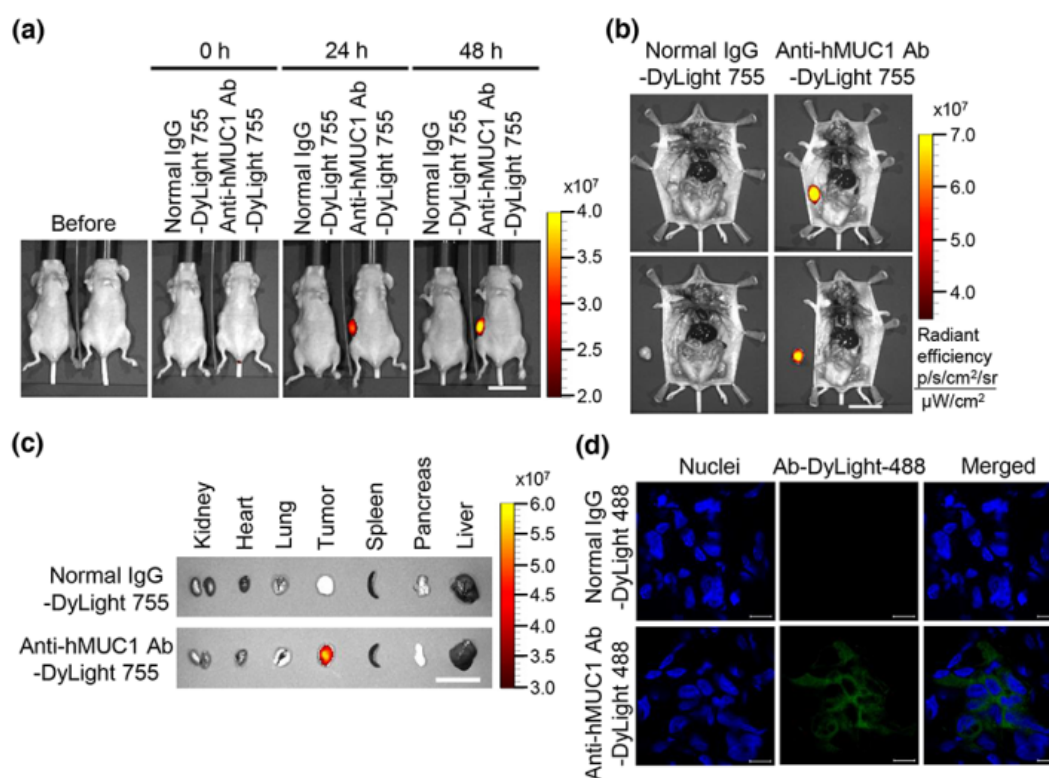 (a)
0 h
24 h
48 h
Before
Normal IgG
-DyLight 755
Anti-hMUC1 Ab
-DyLight 755
Normal IgG
-DyLight 755
Anti-hMUC1 Ab
-DyLight 755
Normal IgG
-DyLight 755
Anti-hMUC1 Ab
-DyLight 755
x10⁷
4.0
3.5
3.0
2.5
2.0
(b)
Normal IgG
-DyLight 755
Anti-hMUC1 Ab
-DyLight 755
x10⁷
7.0
6.0
5.0
4.0
Radiant
efficiency
p/s/cm²/sr
µW/cm²
(c)
Kidney
Heart
Lung
Tumor
Spleen
Pancreas
Liver
Normal IgG
-DyLight 755
Anti-hMUC1 Ab
-DyLight 755
x10⁷
6.0
5.5
5.0
4.5
4.0
3.5
3.0
(d)
Nuclei
Ab-DyLight-488
Merged
Normal IgG
-DyLight 488
Anti-hMUC1 Ab
-DyLight 488